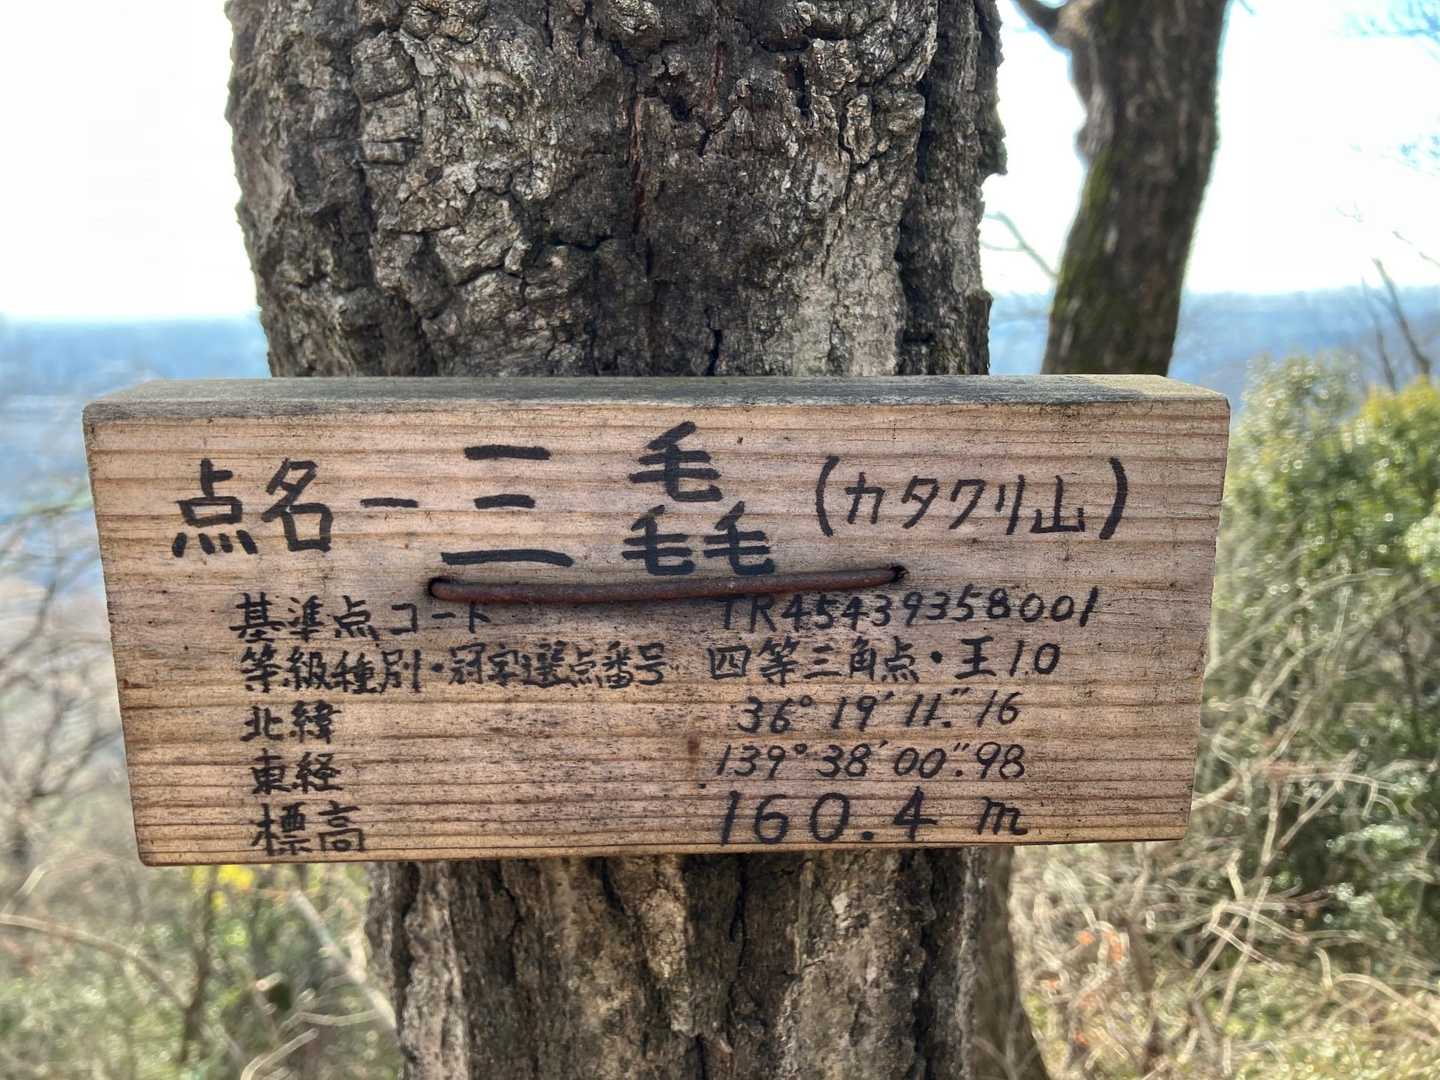 点名ー三毳(カタクリ山)
基準点コード TR45439358001
等級種別・冠字選点番号 四等三角点・王10
北緯 36°19′11.″16
東経 139°38′00″.98
標高 160.4 m